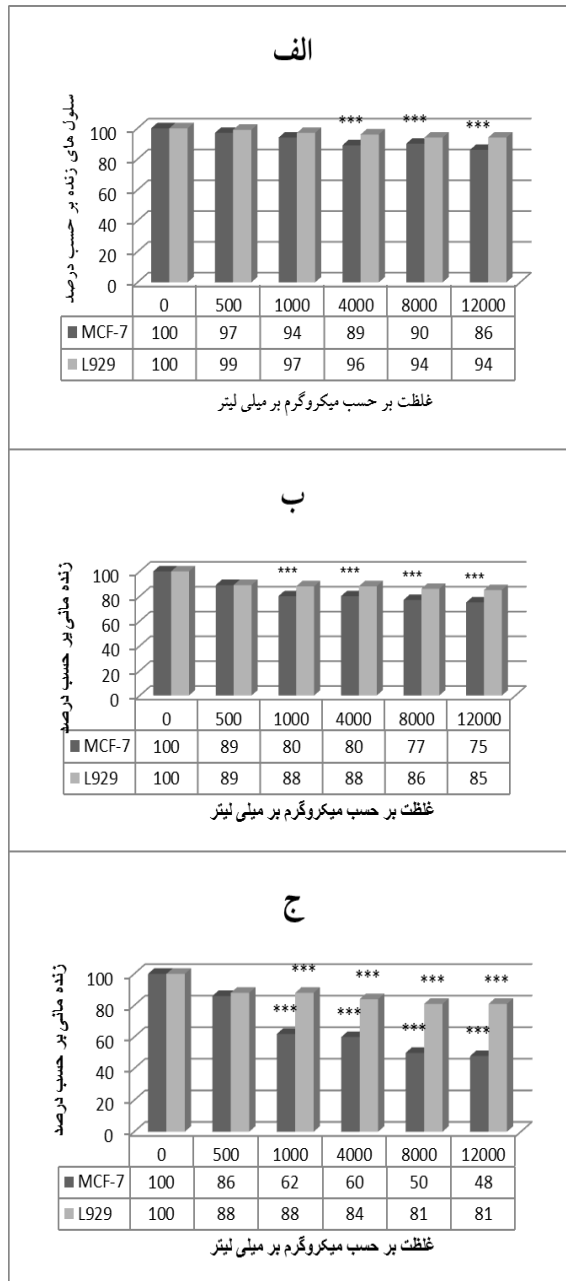 الف
سلول های زنده بر حسب درصد
*** *** ***
100
80
60
40
20
0
0 500 1000 4000 8000 12000
MCF-7 100 97 94 89 90 86
L929 100 99 97 96 94 94
غلظت بر حسب میکروگرم بر میلی لیتر
ب
زنده مانی بر حسب درصد
*** *** *** ***
100
80
60
40
20
0
0 500 1000 4000 8000 12000
MCF-7 100 89 80 80 77 75
L929 100 89 88 88 86 85
غلظت بر حسب میکروگرم بر میلی لیتر
ج
زنده مانی بر حسب درصد
*** *** *** ***
*** *** *** ***
100
80
60
40
20
0
0 500 1000 4000 8000 12000
MCF-7 100 86 62 60 50 48
L929 100 88 88 84 81 81
غلظت بر حسب میکروگرم بر میلی لیتر